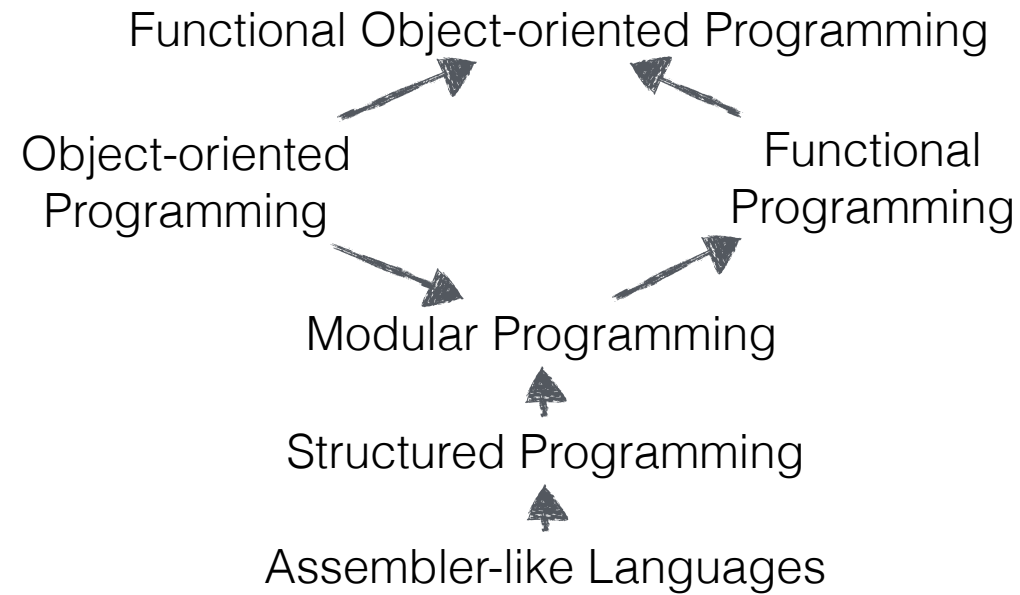 Functional Object-oriented Programming
Object-oriented
Programming
Functional
Programming
Modular Programming
Structured Programming
Assembler-like Languages